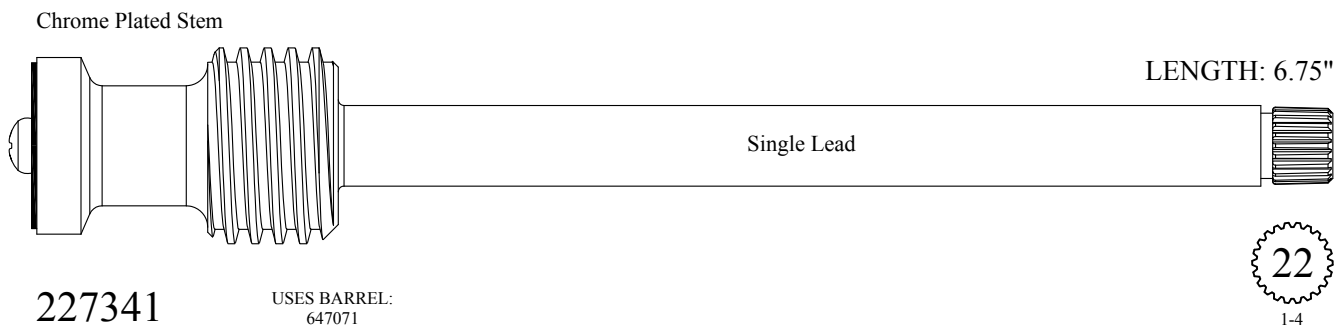 Chrome Plated Stem
LENGTH: 6.75"
Single Lead
22
1-4
227341
USES BARREL:
647071